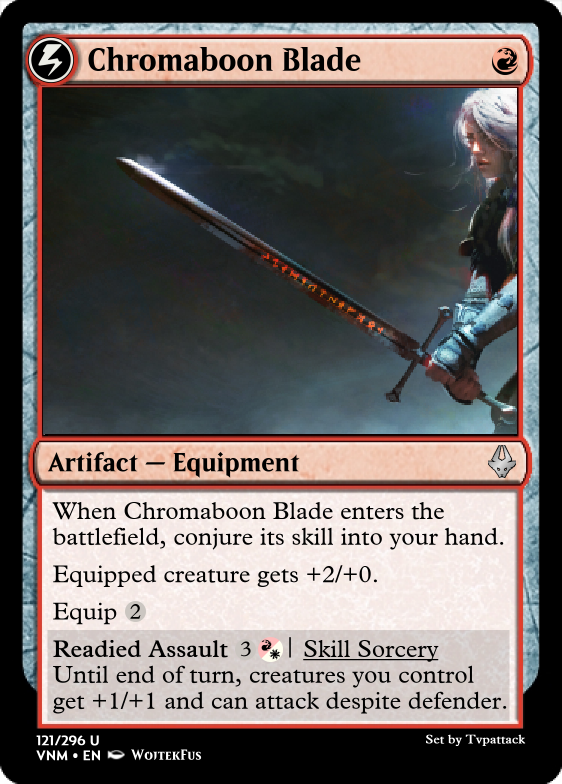 Chromaboon Blade
Artifact — Equipment
When Chromaboon Blade enters the
battlefield, conjure its skill into your hand.
Equipped creature gets +2/+0.
Equip 2
Readied Assault 3 | Skill Sorcery
Until end of turn, creatures you control
get +1/+1 and can attack despite defender.
121/296 U
VNM • EN WojtekFus
Set by Tvpattack